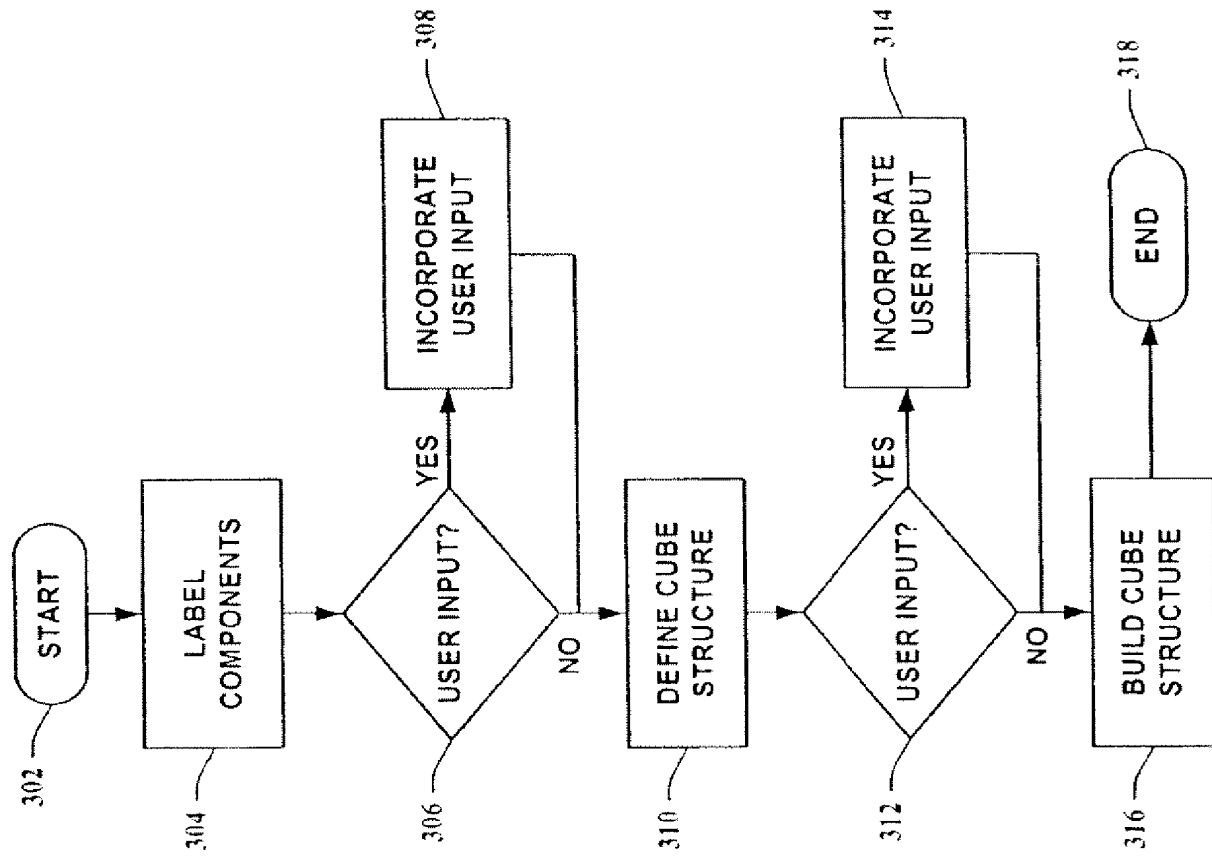 START
302
LABEL
COMPONENTS
304
USER INPUT?
306
YES
INCORPORATE
USER INPUT
308
NO
DEFINE CUBE
STRUCTURE
310
USER INPUT?
312
YES
INCORPORATE
USER INPUT
314
NO
BUILD CUBE
STRUCTURE
316
END
318